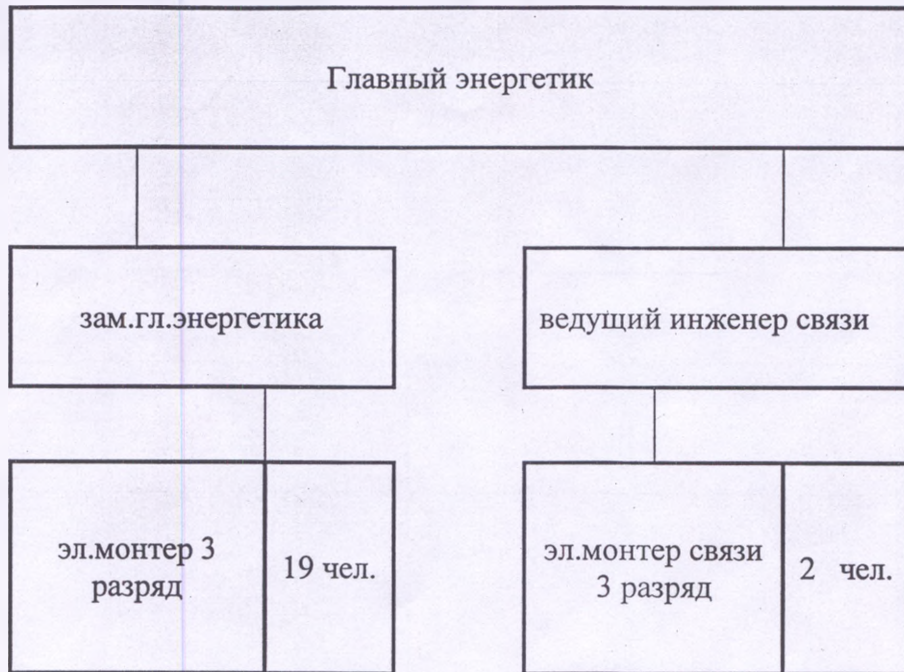 Главный энергетик
зам.гл.энергетика
ведущий инженер связи
эл.монтер 3
разряд
19 чел.
эл.монтер связи
3 разряд
2 чел.